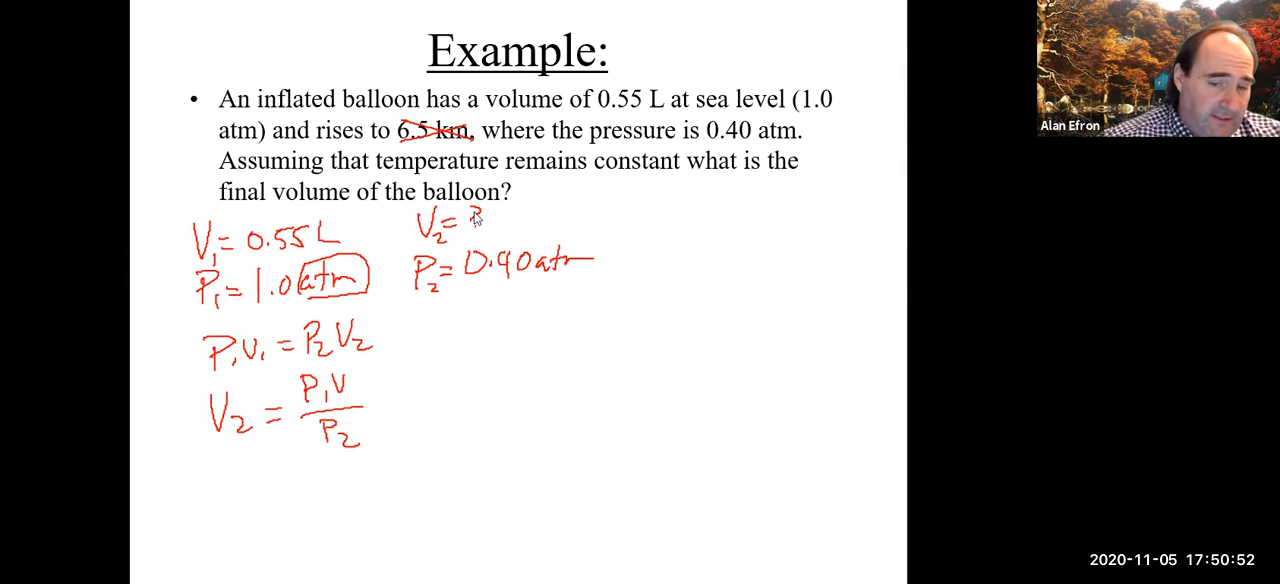 Example:
• An inflated balloon has a volume of 0.55 L at sea level (1.0
atm) and rises to 6.5 km, where the pressure is 0.40 atm.
Assuming that temperature remains constant what is the
final volume of the balloon?
V₁ = 0.55 L
V₂ = ?
P₁ = 1.0 atm
P₂ = 0.40 atm
P₁V₁ = P₂V₂
V₂ = P₁V / P₂
Alan Efron
2020-11-05 17:50:52